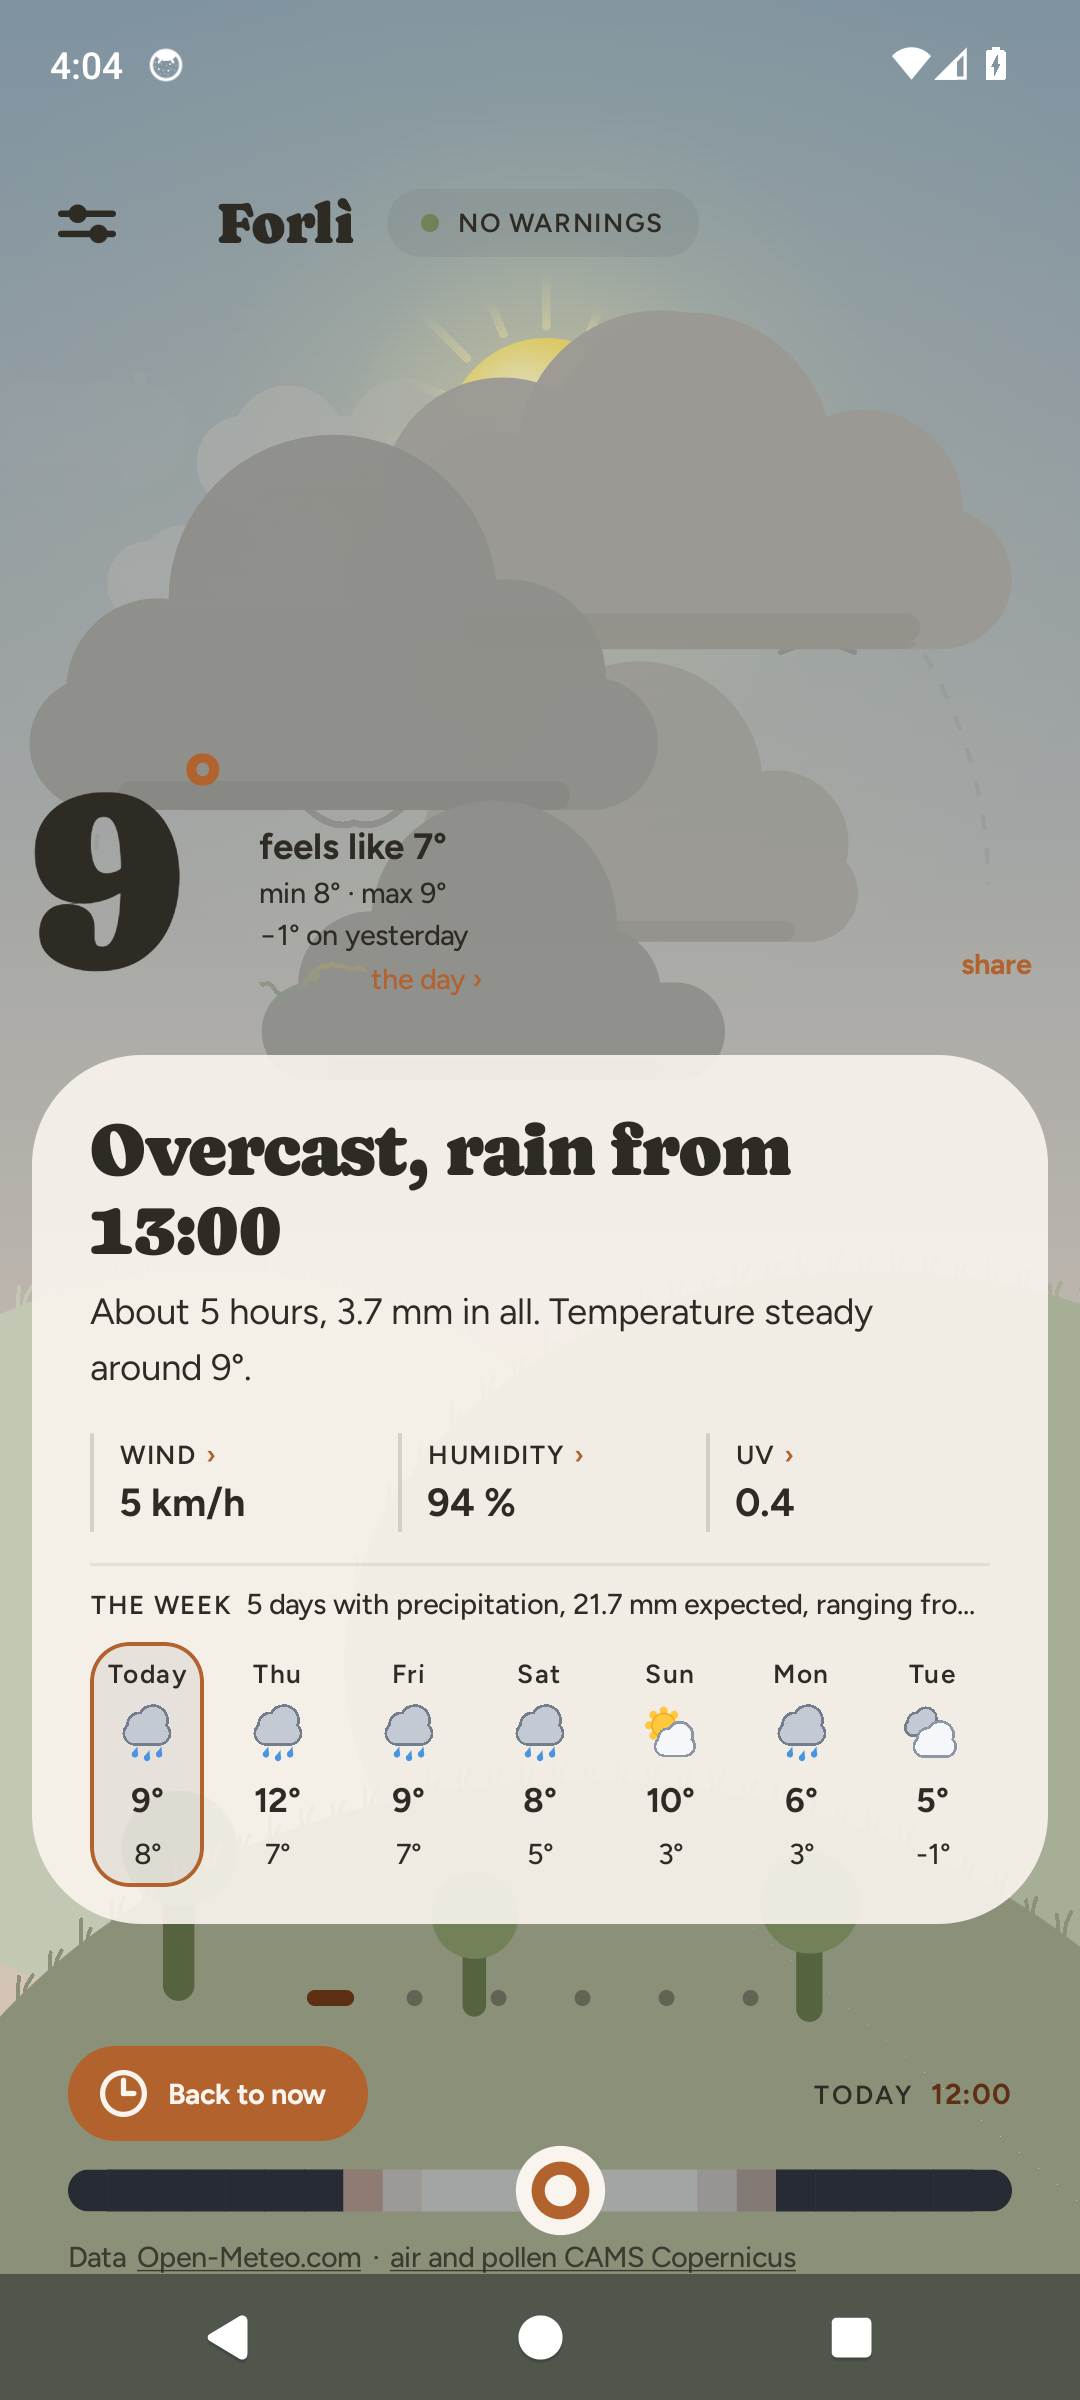 4:04
Forlì
NO WARNINGS
9°
feels like 7°
min 8° · max 9°
−1° on yesterday
the day ›
share
Overcast, rain from
13:00
About 5 hours, 3.7 mm in all. Temperature steady
around 9°.
WIND › HUMIDITY › UV ›
5 km/h 94 % 0.4
THE WEEK 5 days with precipitation, 21.7 mm expected, ranging fro…
Today Thu Fri Sat Sun Mon Tue
9° 12° 9° 8° 10° 6° 5°
8° 7° 7° 5° 3° 3° -1°
Back to now
TODAY 12:00
Data Open-Meteo.com · air and pollen CAMS Copernicus